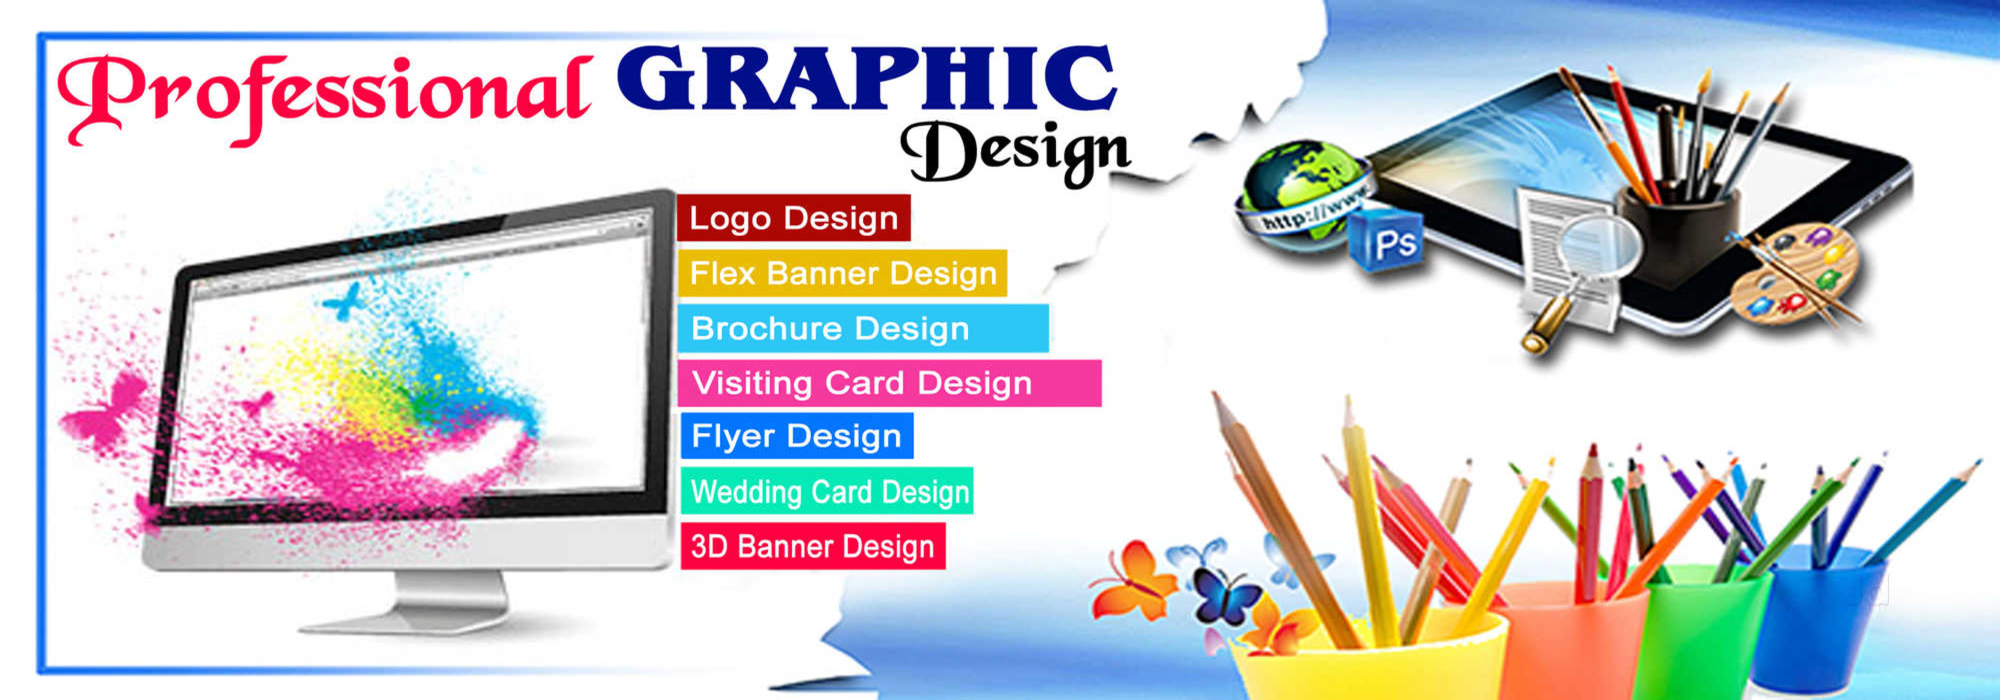 Professional GRAPHIC
Design
Logo Design
Flex Banner Design
Brochure Design
Visiting Card Design
Flyer Design
Wedding Card Design
3D Banner Design
http://ww
Ps